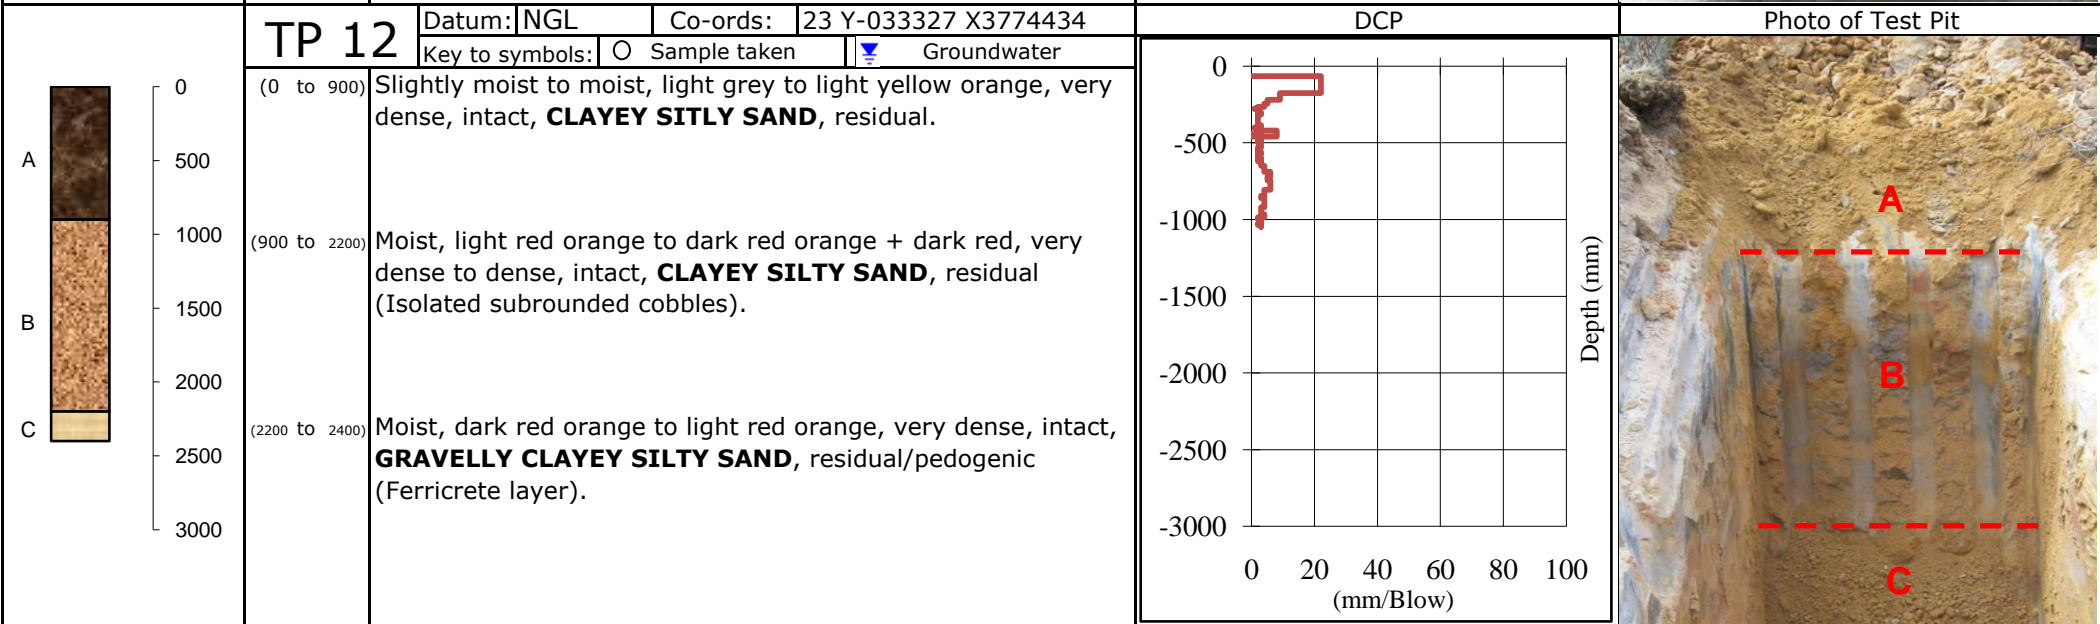 TP 12
Datum: NGL Co-ords: 23 Y-033327 X3774434
Key to symbols: Sample taken Groundwater
DCP
Photo of Test Pit
A
B
C
0
500
1000
1500
2000
2500
3000
(0 to 900) Slightly moist to moist, light grey to light yellow orange, very
dense, intact, CLAYEY SITLY SAND, residual.
(900 to 2200) Moist, light red orange to dark red orange + dark red, very
dense to dense, intact, CLAYEY SILTY SAND, residual
(Isolated subrounded cobbles).
(2200 to 2400) Moist, dark red orange to light red orange, very dense, intact,
GRAVELLY CLAYEY SILTY SAND, residual/pedogenic
(Ferricrete layer).
0
-500
-1000
-1500
-2000
-2500
-3000
0 20 40 60 80 100
(mm/Blow)
Depth (mm)
A
B
C